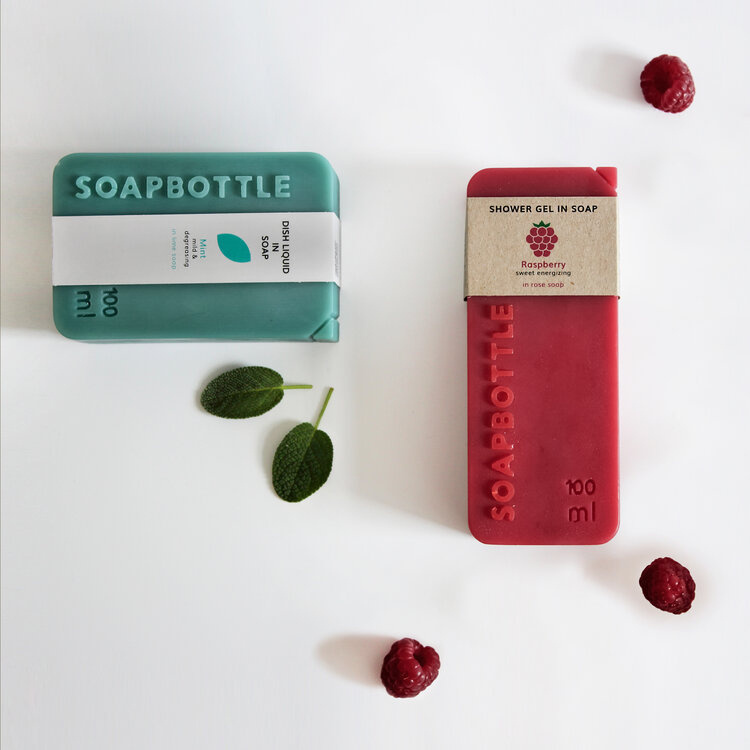 SOAPBOTTLE
DISH LIQUID
IN
SOAP
Mint
mild &
degreasing
in lime soap
100
ml
SHOWER GEL IN SOAP
Raspberry
sweet energizing
in rose soap
SOAPBOTTLE
100
ml